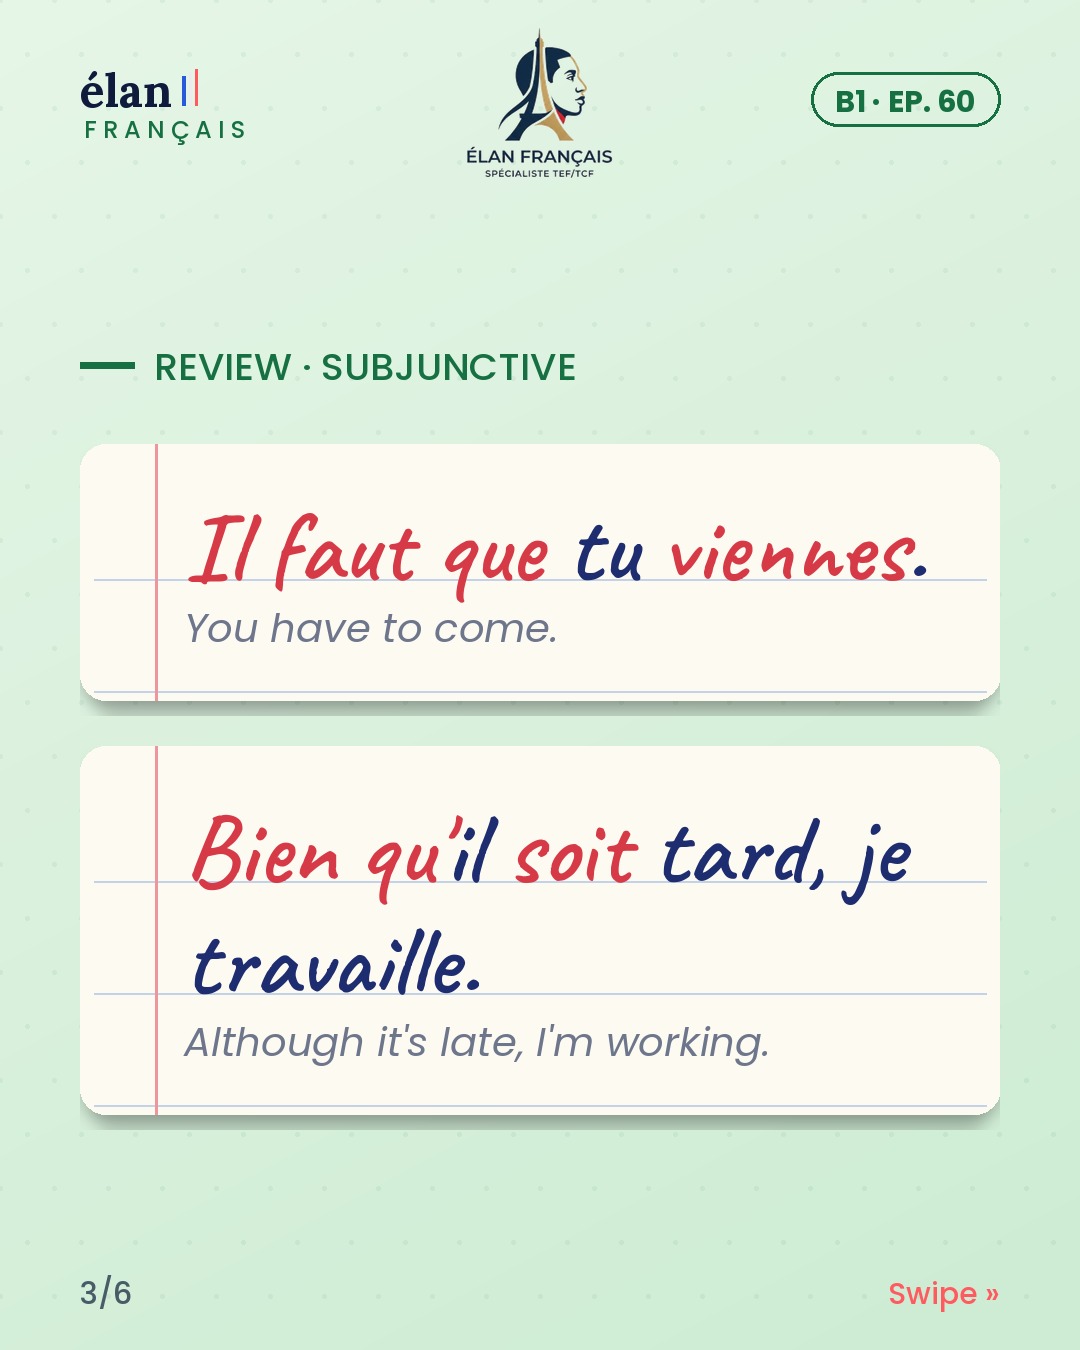 élan
FRANÇAIS
ÉLAN FRANÇAIS
SPÉCIALISTE TEF/TCF
B1 · EP. 60
REVIEW · SUBJUNCTIVE
Il faut que tu viennes.
You have to come.
Bien qu'il soit tard, je
travaille.
Although it's late, I'm working.
3/6
Swipe »